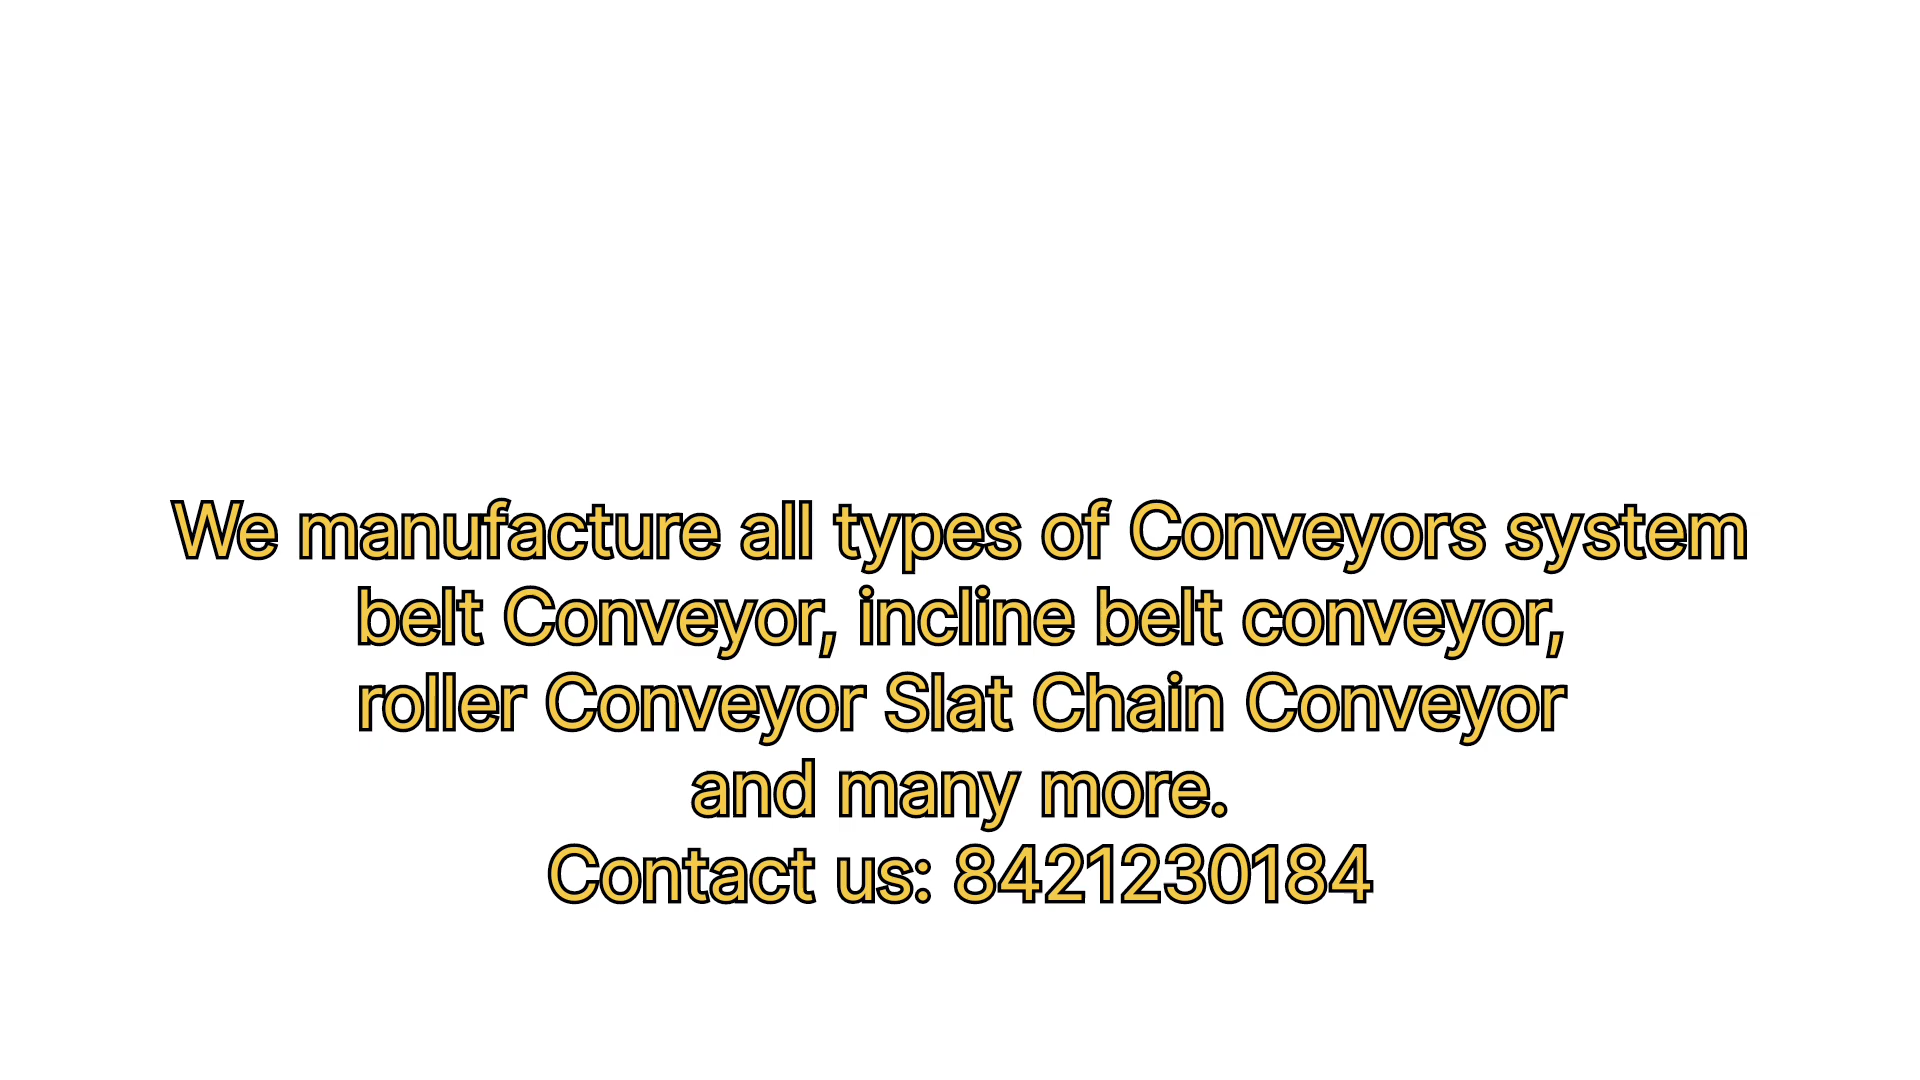 We manufacture all types of Conveyors system
belt Conveyor, incline belt conveyor,
roller Conveyor Slat Chain Conveyor
and many more.
Contact us: 8421230184